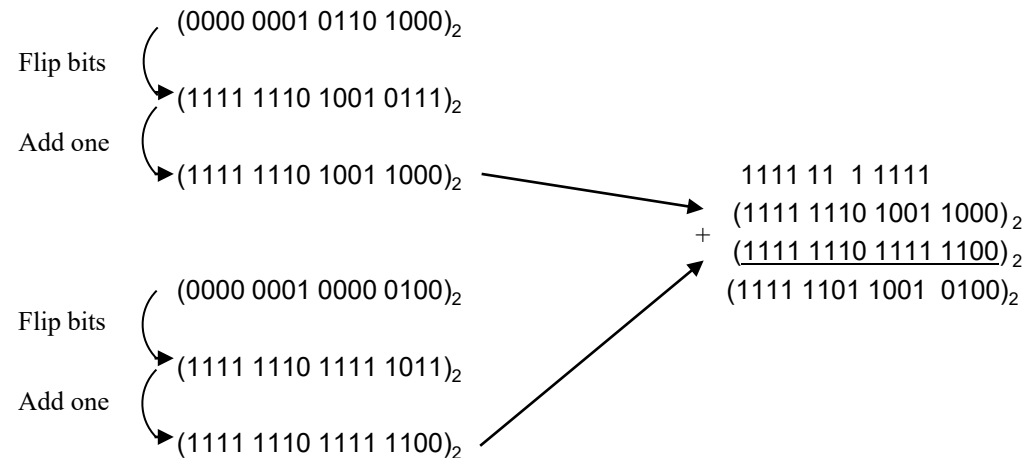 (0000 0001 0110 1000)₂
Flip bits
(1111 1110 1001 0111)₂
Add one
(1111 1110 1001 1000)₂
(0000 0001 0000 0100)₂
Flip bits
(1111 1110 1111 1011)₂
Add one
(1111 1110 1111 1100)₂
1111 11 1 1111
(1111 1110 1001 1000)₂
+
(1111 1110 1111 1100)₂
(1111 1101 1001 0100)₂